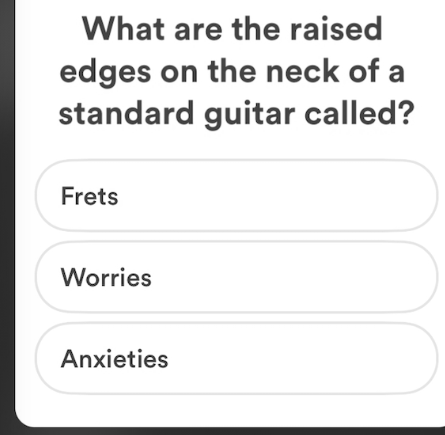 What are the raised
edges on the neck of a
standard guitar called?
Frets
Worries
Anxieties